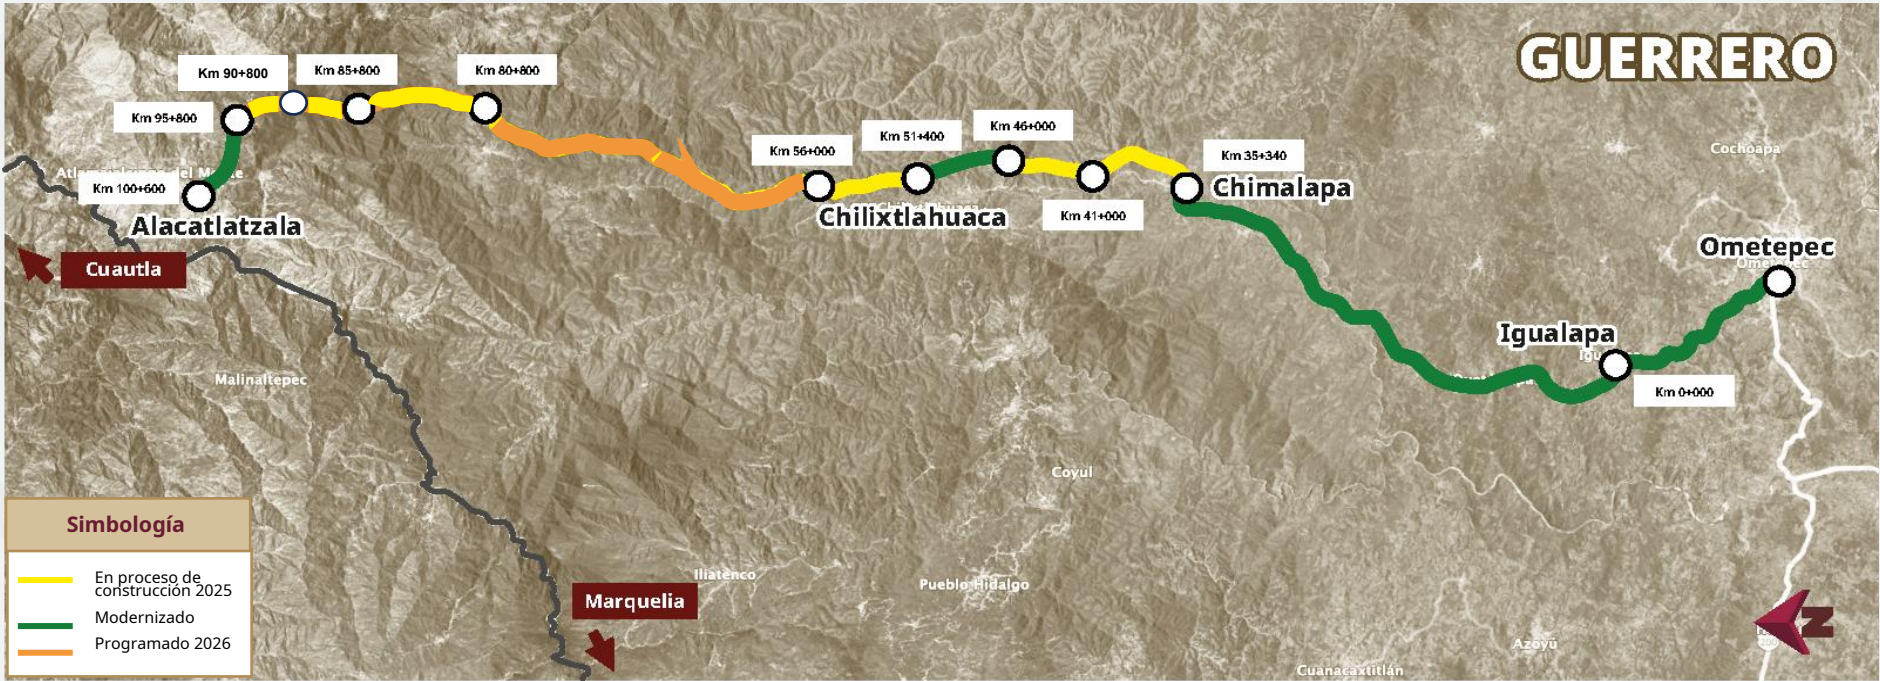 GUERRERO
Km 90+800
Km 85+800
Km 80+800
Km 95+800
Km 56+000
Km 51+400
Km 46+000
Km 35+340
Cochoapa
Km 100+600
Chimalapa
Chilixtlahuaca
Km 41+000
Alacatlatzala
Ometepec
Cuautla
Igualapa
Malinaltepec
Km 0+000
Coyul
Simbología
En proceso de
construcción 2025
Modernizado
Programado 2026
Iliatenco
Pueblo Hidalgo
Marquelia
Azoyú
Cuanacaxtitlán
N